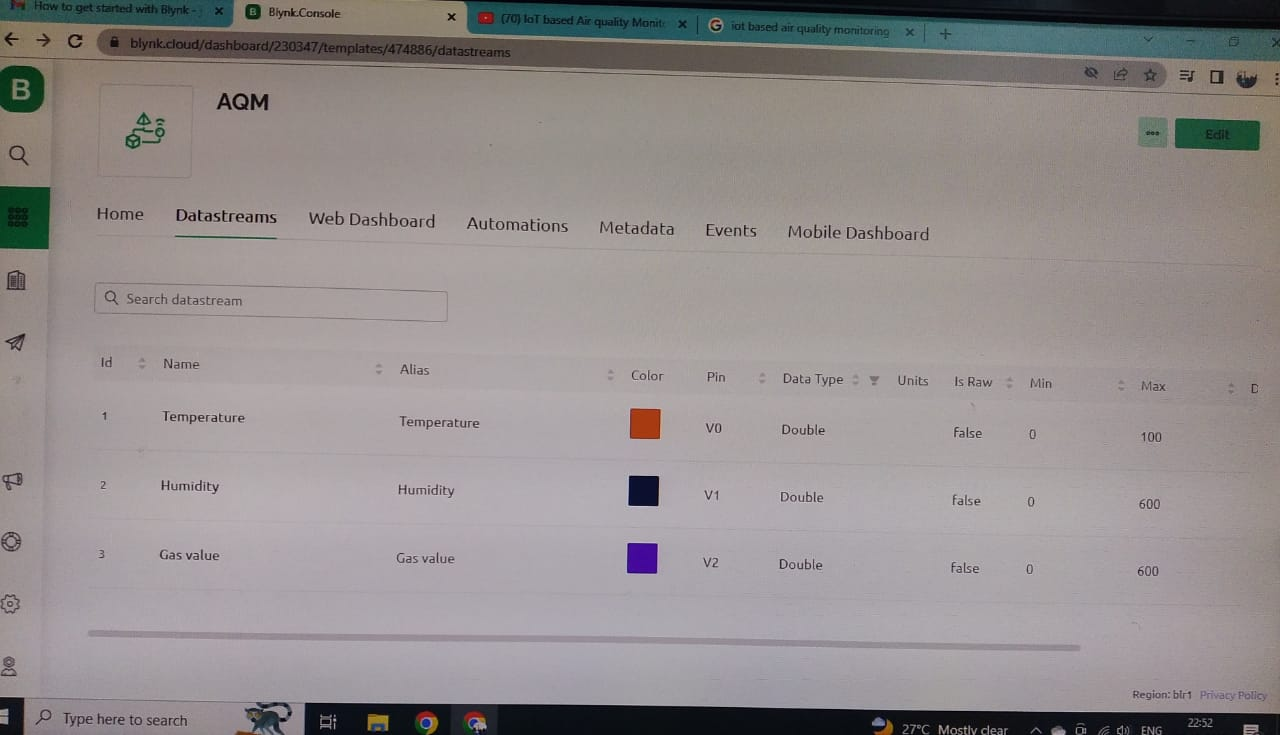 How to get started with Blynk -
Blynk.Console
(70) IoT based Air quality Monit
iot based air quality monitoring
blynk.cloud/dashboard/230347/templates/474886/datastreams
B
AQM
Edit
Home Datastreams Web Dashboard Automations Metadata Events Mobile Dashboard
Search datastream
Id Name Alias Color Pin Data Type Units Is Raw Min Max D
1 Temperature Temperature V0 Double False 0 100
2 Humidity Humidity V1 Double false 0 600
3 Gas value Gas value V2 Double False 0 600
Region: blr1 Privacy Policy
Type here to search
27°C Mostly clear
ENG
22:52